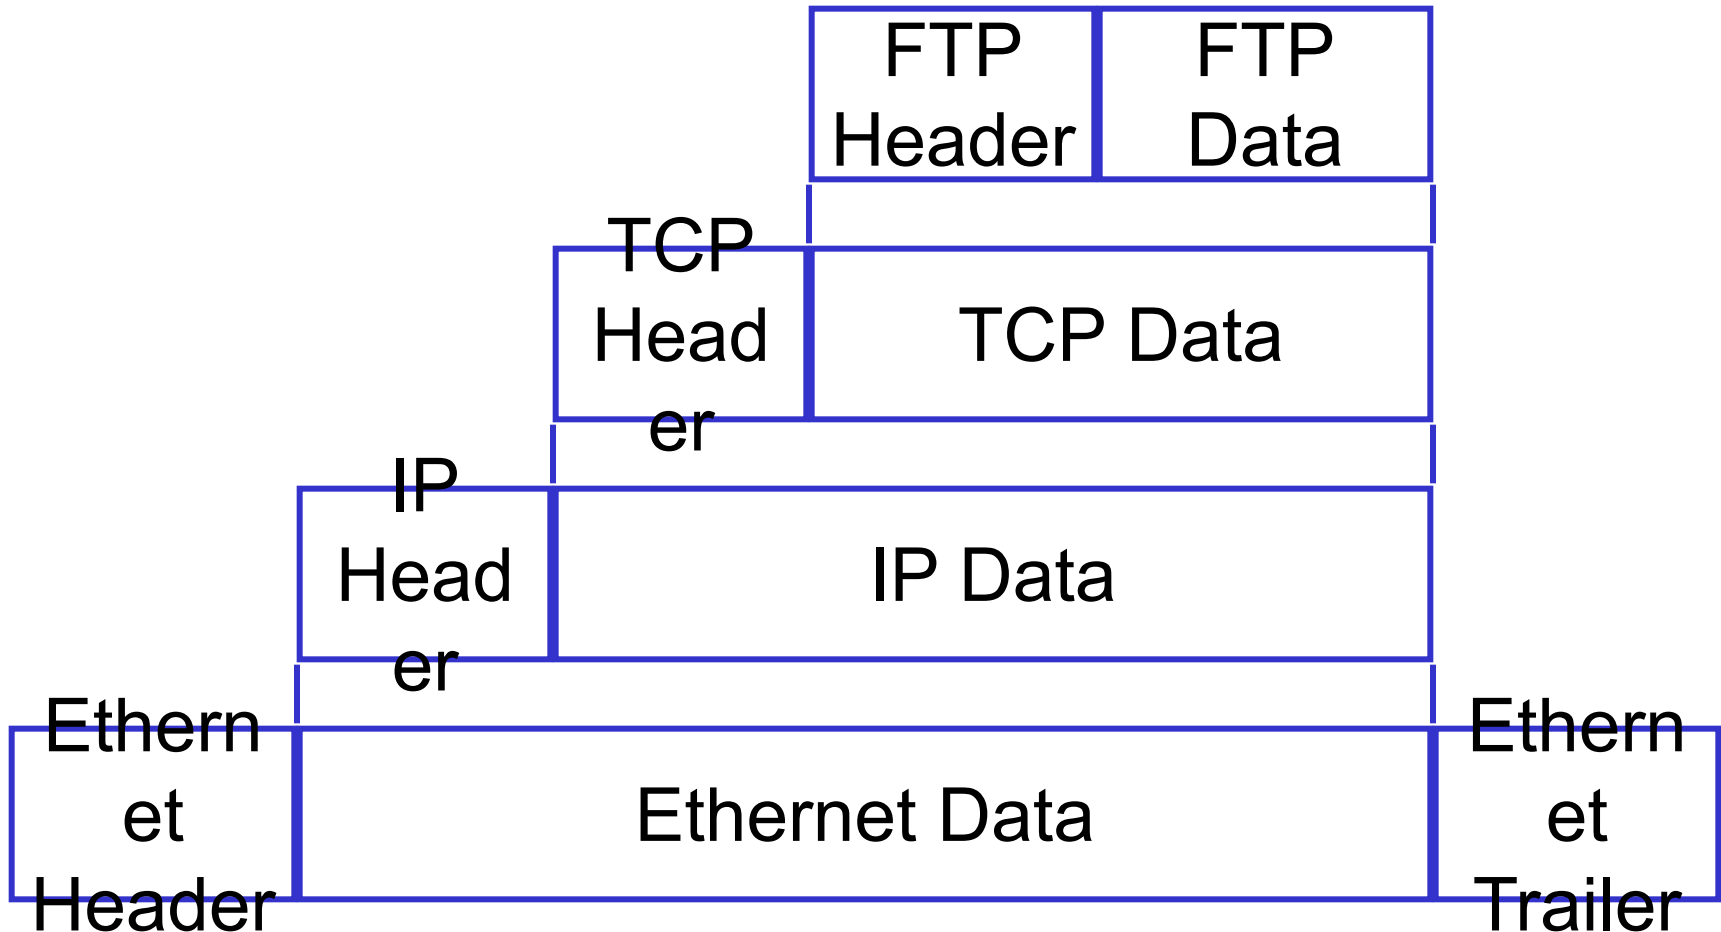 FTP
Header
FTP
Data
TCP
Head
er
TCP Data
IP
Head
er
IP Data
Ethern
et
Header
Ethernet Data
Ethern
et
Trailer